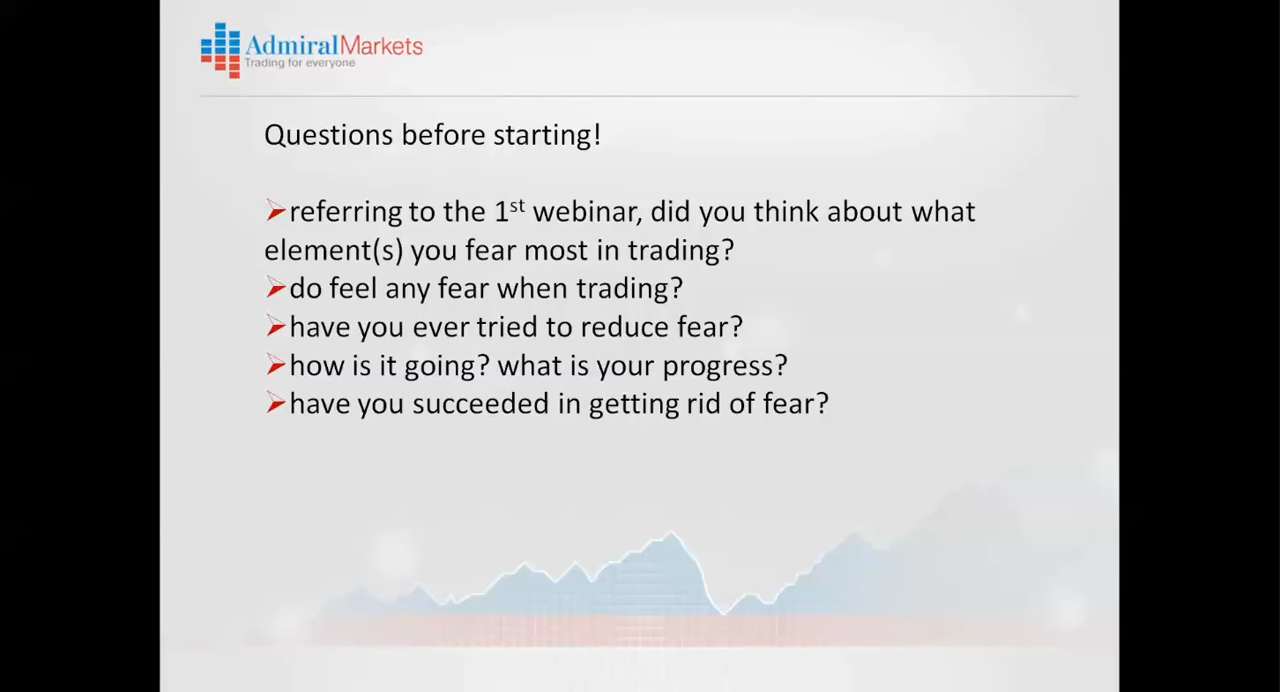 AdmiralMarkets
Trading for everyone
Questions before starting!
➢referring to the 1st webinar, did you think about what
element(s) you fear most in trading?
➢do feel any fear when trading?
➢have you ever tried to reduce fear?
➢how is it going? what is your progress?
➢have you succeeded in getting rid of fear?